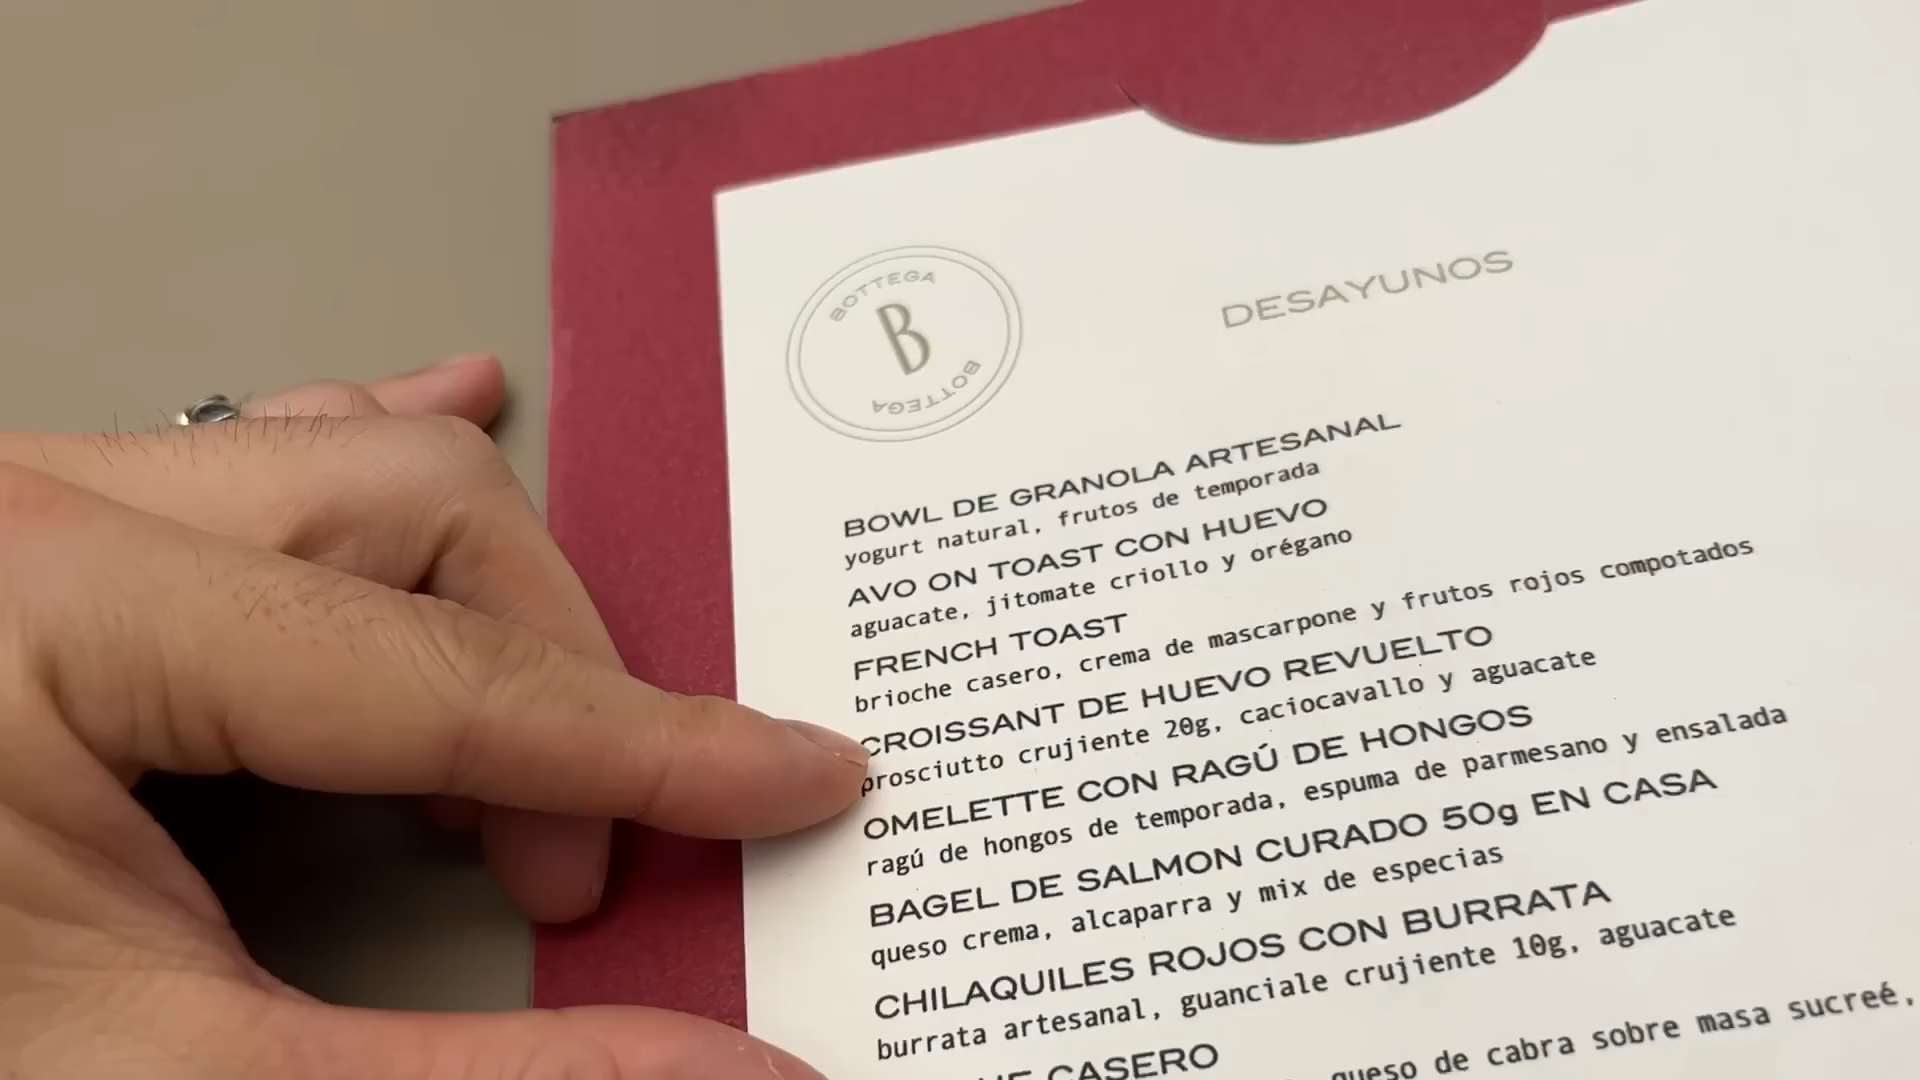 BOTTEGA
B
BOTTEGA
DESAYUNOS
BOWL DE GRANOLA ARTESANAL
yogurt natural, frutos de temporada
AVO ON TOAST CON HUEVO
aguacate, jitomate criollo y orégano
FRENCH TOAST
brioche casero, crema de mascarpone y frutos rojos compotados
CROISSANT DE HUEVO REVUELTO
prosciutto crujiente 20g, caciocavallo y aguacate
OMELETTE CON RAGÚ DE HONGOS
ragú de hongos de temporada, espuma de parmesano y ensalada
BAGEL DE SALMON CURADO 50g EN CASA
queso crema, alcaparra y mix de especias
CHILAQUILES ROJOS CON BURRATA
burrata artesanal, guanciale crujiente 10g, aguacate
CASERO
queso de cabra sobre masa sucreé,